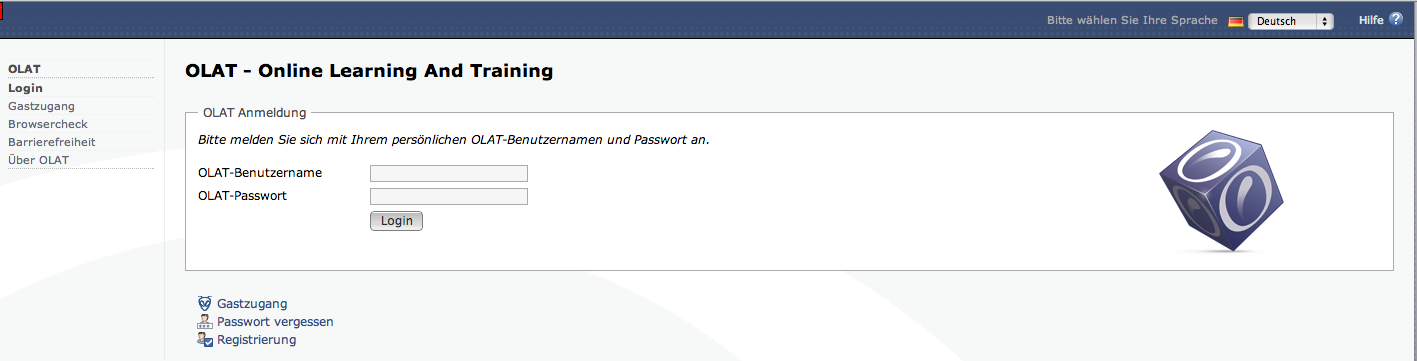 Bitte wählen Sie Ihre Sprache Deutsch Hilfe ?
OLAT
Login
Gastzugang
Browsercheck
Barrierefreiheit
Über OLAT
OLAT - Online Learning And Training
OLAT Anmeldung
Bitte melden Sie sich mit Ihrem persönlichen OLAT-Benutzernamen und Passwort an.
OLAT-Benutzername
OLAT-Passwort
Login
Gastzugang
Passwort vergessen
Registrierung